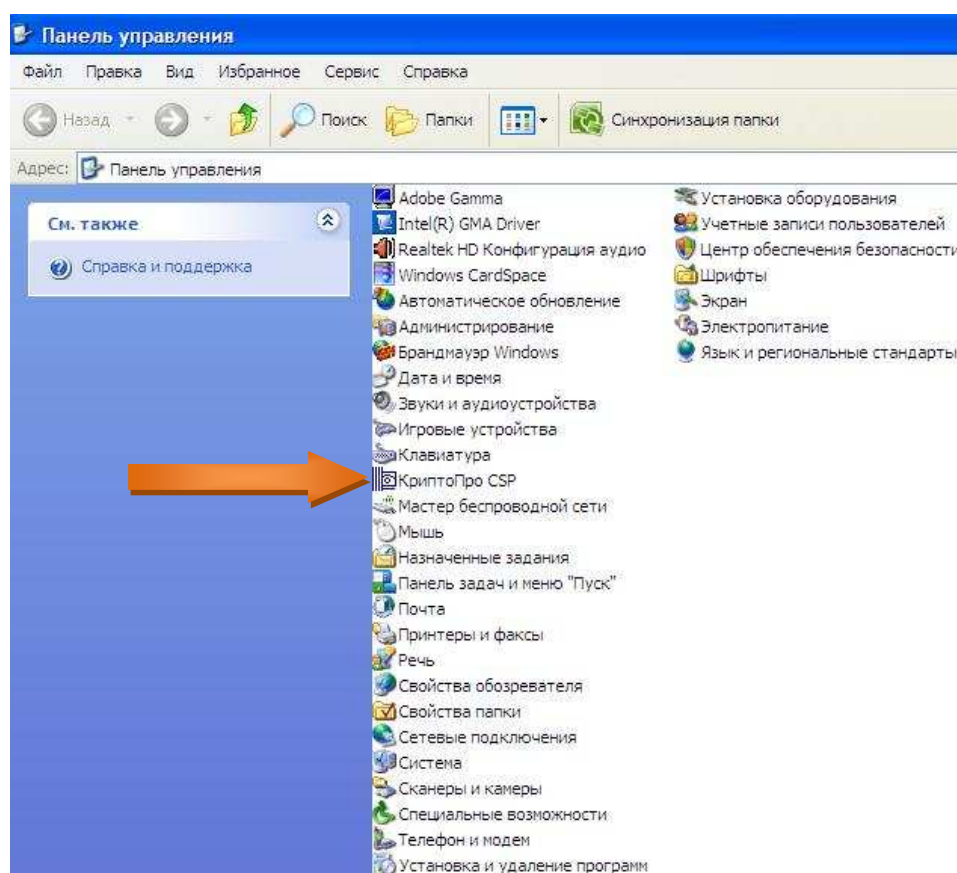 Панель управления
Файл Правка Вид Избранное Сервис Справка
Назад Поиск Папки Синхронизация папки
Адрес: Панель управления
См. также
Справка и поддержка
Adobe Gamma
Intel(R) GMA Driver
Realtek HD Конфигурация аудио
Windows CardSpace
Автоматическое обновление
Администрирование
Брандмауэр Windows
Дата и время
Звуки и аудиоустройства
Игровые устройства
Клавиатура
КриптоПро CSP
Мастер беспроводной сети
Мышь
Назначенные задания
Панель задач и меню "Пуск"
Почта
Принтеры и факсы
Речь
Свойства обозревателя
Свойства папки
Сетевые подключения
Система
Сканеры и камеры
Специальные возможности
Телефон и модем
Установка и удаление программ
Установка оборудования
Учетные записи пользователей
Центр обеспечения безопасности
Шрифты
Экран
Электропитание
Язык и региональные стандарты